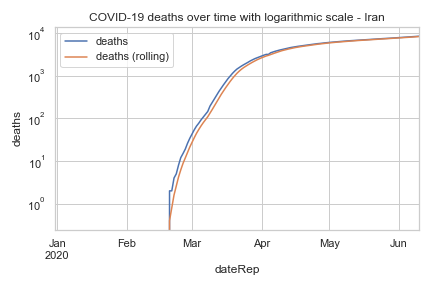 COVID-19 deaths over time with logarithmic scale - Iran
deaths
deaths (rolling)
deaths
10⁴
10³
10²
10¹
10⁰
Jan
2020
Feb
Mar
Apr
May
Jun
dateRep